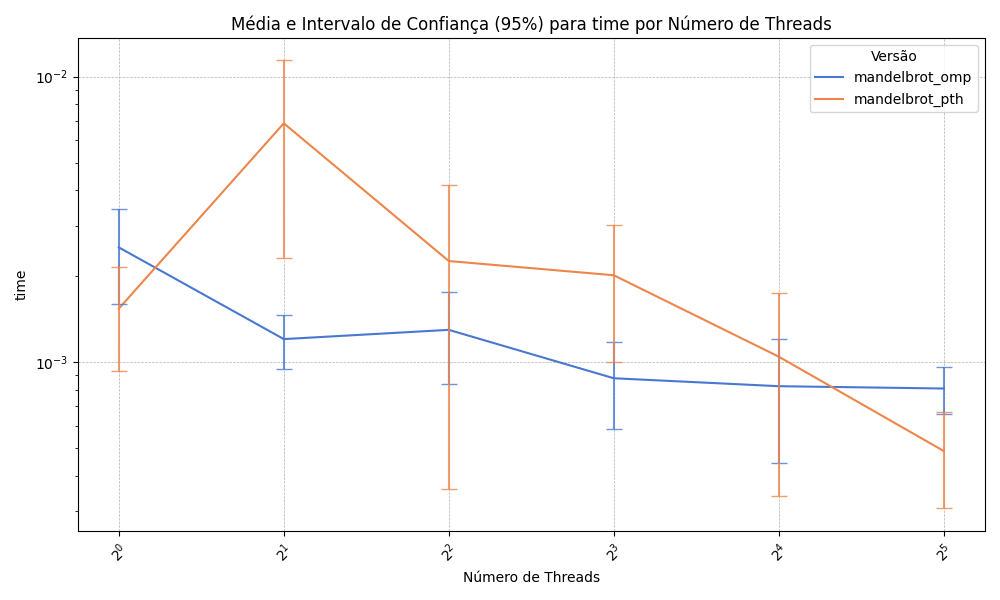 Média e Intervalo de Confiança (95%) para time por Número de Threads
Versão
mandelbrot_omp
mandelbrot_pth
10⁻²
10⁻³
time
2⁰
2¹
2²
2³
2⁴
2⁵
Número de Threads